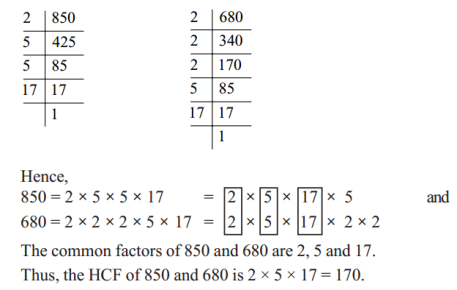 2 850 2 680
5 425 2 340
5 85 2 170
17 17 5 85
1 17 17
1
Hence,
850 = 2 × 5 × 5 × 17 = 2 × 5 × 17 × 5 and
680 = 2 × 2 × 2 × 5 × 17 = 2 × 5 × 17 × 2 × 2
The common factors of 850 and 680 are 2, 5 and 17.
Thus, the HCF of 850 and 680 is 2 × 5 × 17 = 170.